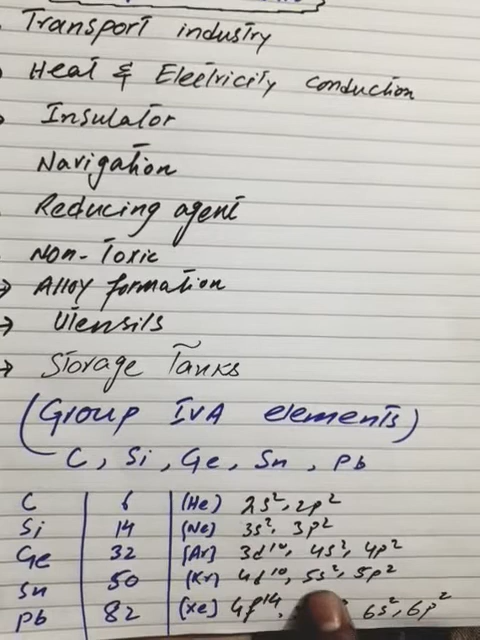 Transport industry
Heat & Electricity conduction
Insulator
Navigation
Reducing agent
Non-Toxic
→ Alloy formation
→ Utensils
→ Storage Tanks
(Group IVA elements)
C, Si, Ge, Sn, Pb
C 6 (He) 2s², 2p²
Si 14 (Ne) 3s², 3p²
Ge 32 [Ar] 3d¹⁰, 4s², 4p²
Sn 50 (Kr) 4d¹⁰, 5s², 5p²
Pb 82 (Xe) 4f¹⁴, 6s², 6p²